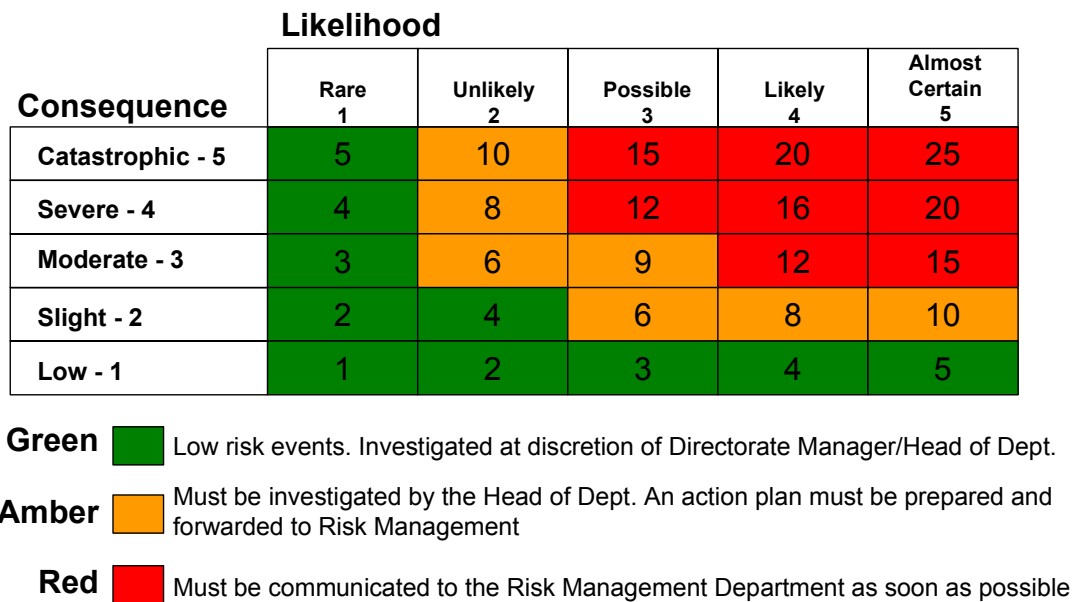 Likelihood
Consequence
Rare 1
Unlikely 2
Possible 3
Likely 4
Almost Certain 5
Catastrophic - 5 5 10 15 20 25
Severe - 4 4 8 12 16 20
Moderate - 3 3 6 9 12 15
Slight - 2 2 4 6 8 10
Low - 1 1 2 3 4 5
Green Low risk events. Investigated at discretion of Directorate Manager/Head of Dept.
Amber Must be investigated by the Head of Dept. An action plan must be prepared and
forwarded to Risk Management
Red Must be communicated to the Risk Management Department as soon as possible